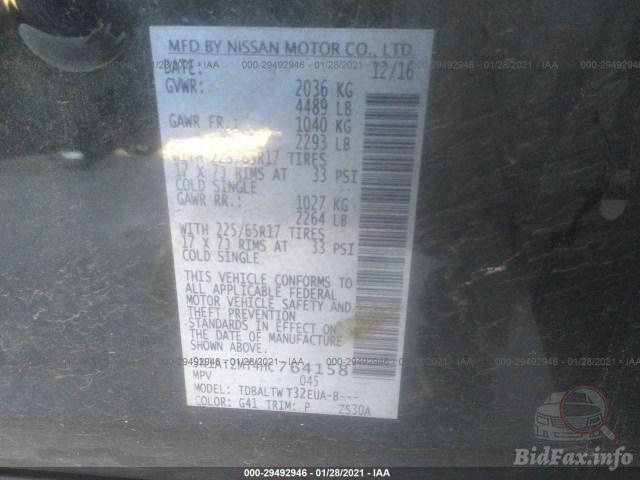 MFD BY NISSAN MOTOR CO., LTD.
DATE: 12/16
GVWR: 2036 KG
4489 LB
GAWR FR.: 1040 KG
2293 LB
WITH 225/65R17 TIRES
17 X 7J RIMS AT 33 PSI
COLD SINGLE
GAWR RR.: 1027 KG
2264 LB
WITH 225/65R17 TIRES
17 X 7J RIMS AT 33 PSI
COLD SINGLE
THIS VEHICLE CONFORMS TO
ALL APPLICABLE FEDERAL
MOTOR VEHICLE SAFETY AND
THEFT PREVENTION
STANDARDS IN EFFECT ON
THE DATE OF MANUFACTURE
SHOWN ABOVE.
764158
MPV 045
MODEL: TDBALTW T32EUA-B---
COLOR: G41 TRIM: P ZS30A
000-29492946 | 01/28/2021 - IAA
BidFax.info